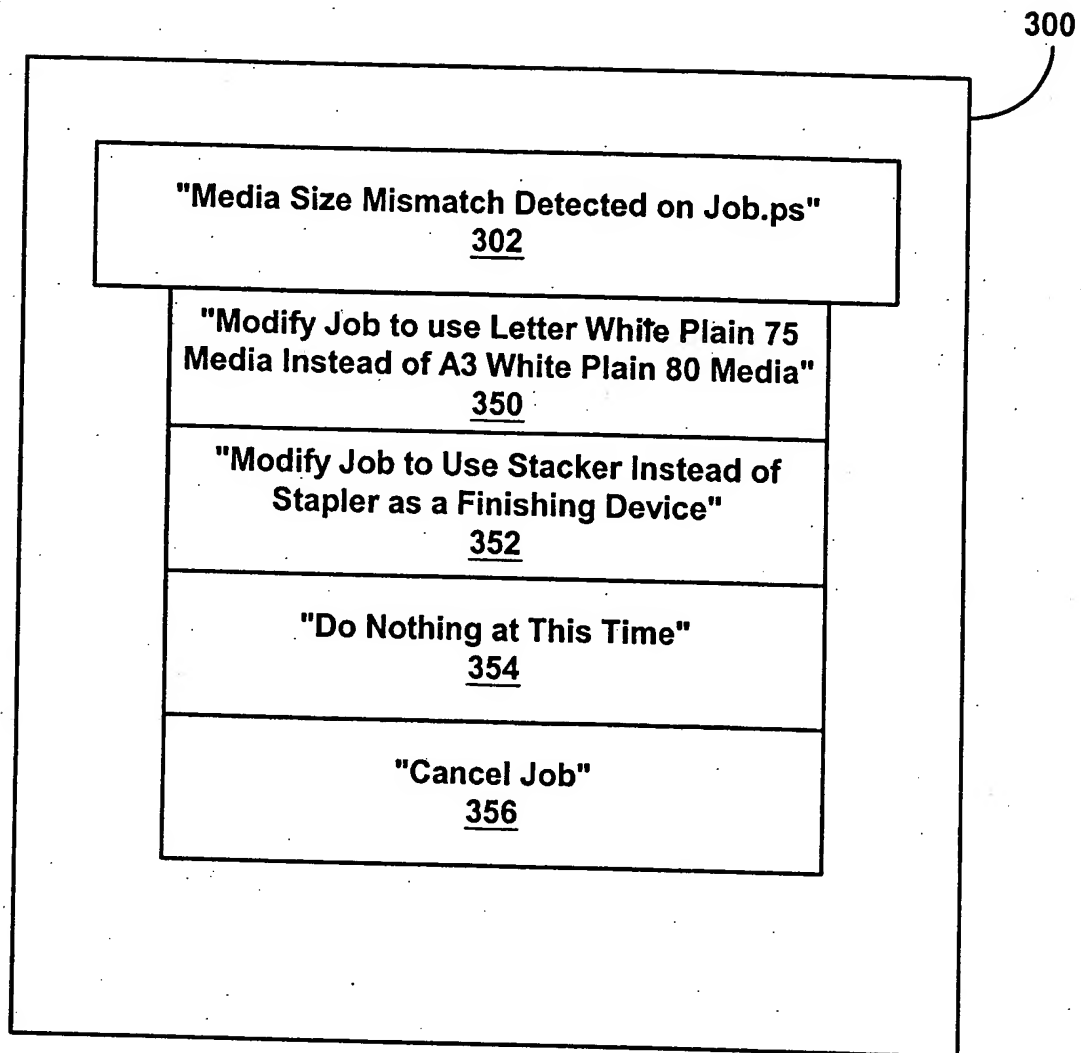 300
"Media Size Mismatch Detected on Job.ps"
302
"Modify Job to use Letter White Plain 75
Media Instead of A3 White Plain 80 Media"
350
"Modify Job to Use Stacker Instead of
Stapler as a Finishing Device"
352
"Do Nothing at This Time"
354
"Cancel Job"
356